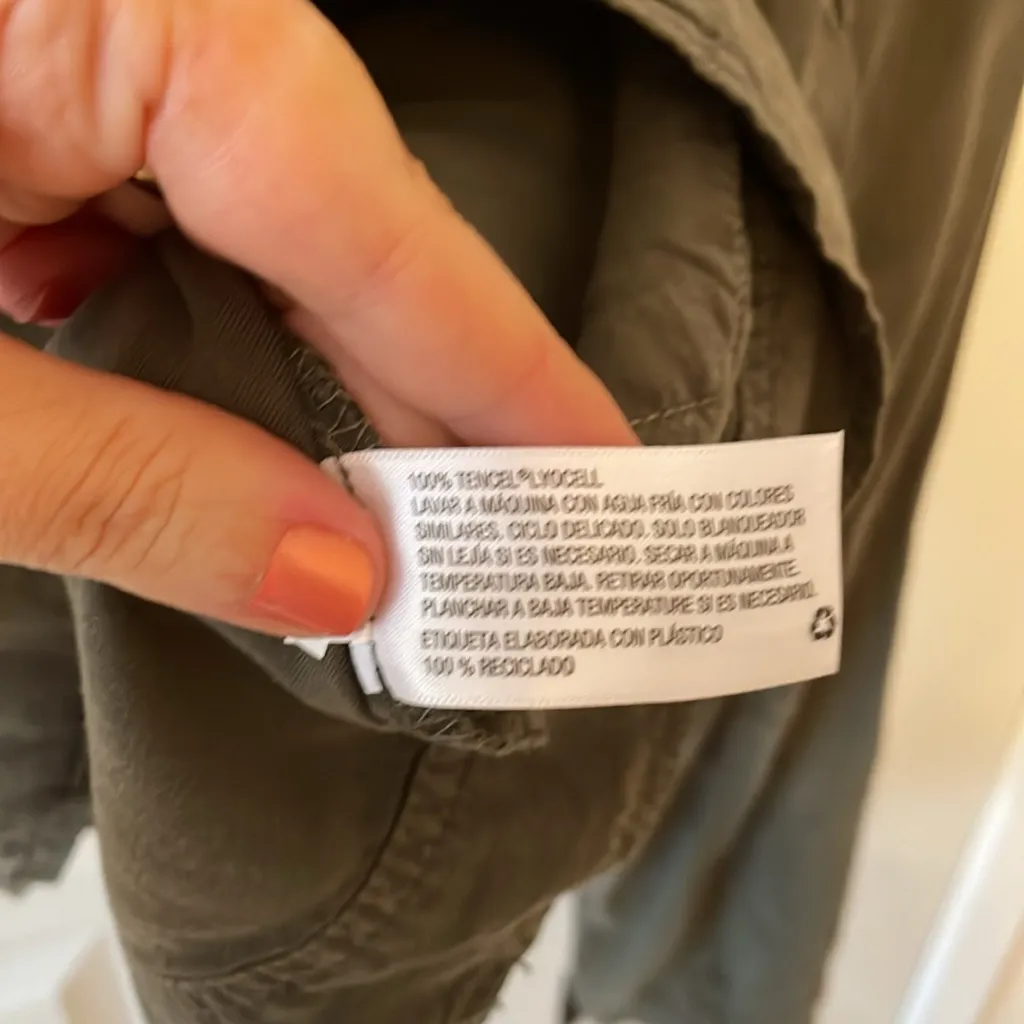 100% TENCEL®LYOCELL
LAVAR A MÁQUINA CON AGUA FRÍA CON COLORES
SIMILARES, CICLO DELICADO, SOLO BLANQUEADOR
SIN LEJÍA SI ES NECESARIO. SECAR A MÁQUINA A
TEMPERATURA BAJA. RETIRAR OPORTUNAMENTE.
PLANCHAR A BAJA TEMPERATURE SI ES NECESARIO.
ETIQUETA ELABORADA CON PLÁSTICO
100 % RECICLADO